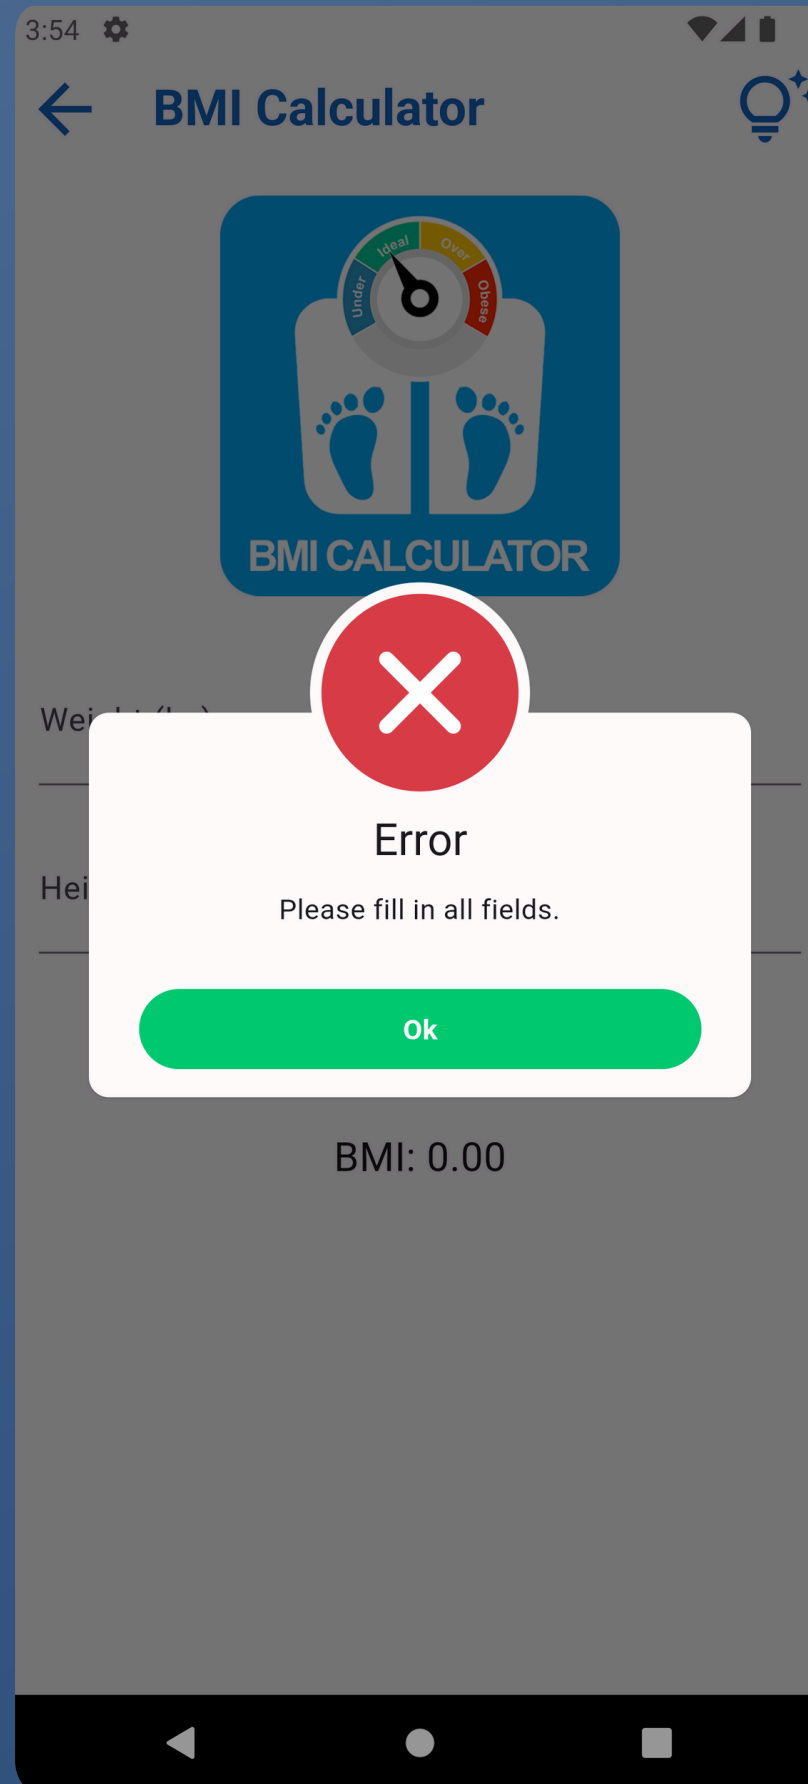 3:54
BMI Calculator
Under
Ideal
Over
Obese
BMI CALCULATOR
Error
Please fill in all fields.
Ok
BMI: 0.00